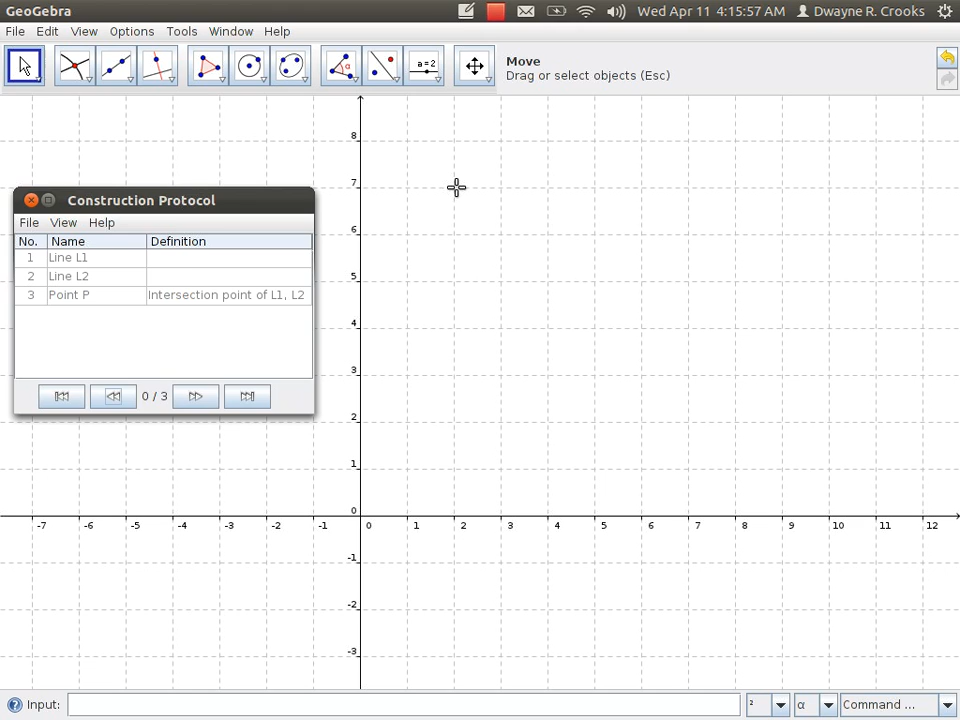 GeoGebra
Wed Apr 11 4:15:57 AM Dwayne R. Crooks
File Edit View Options Tools Window Help
a=2
α
Move
Drag or select objects (Esc)
Construction Protocol
File View Help
No. Name Definition
1 Line L1
2 Line L2
3 Point P Intersection point of L1, L2
0 / 3
8
7
6
5
4
3
2
1
0
-7 -6 -5 -4 -3 -2 -1 0 1 2 3 4 5 6 7 8 9 10 11 12
-1
-2
-3
Input: ² α Command ...